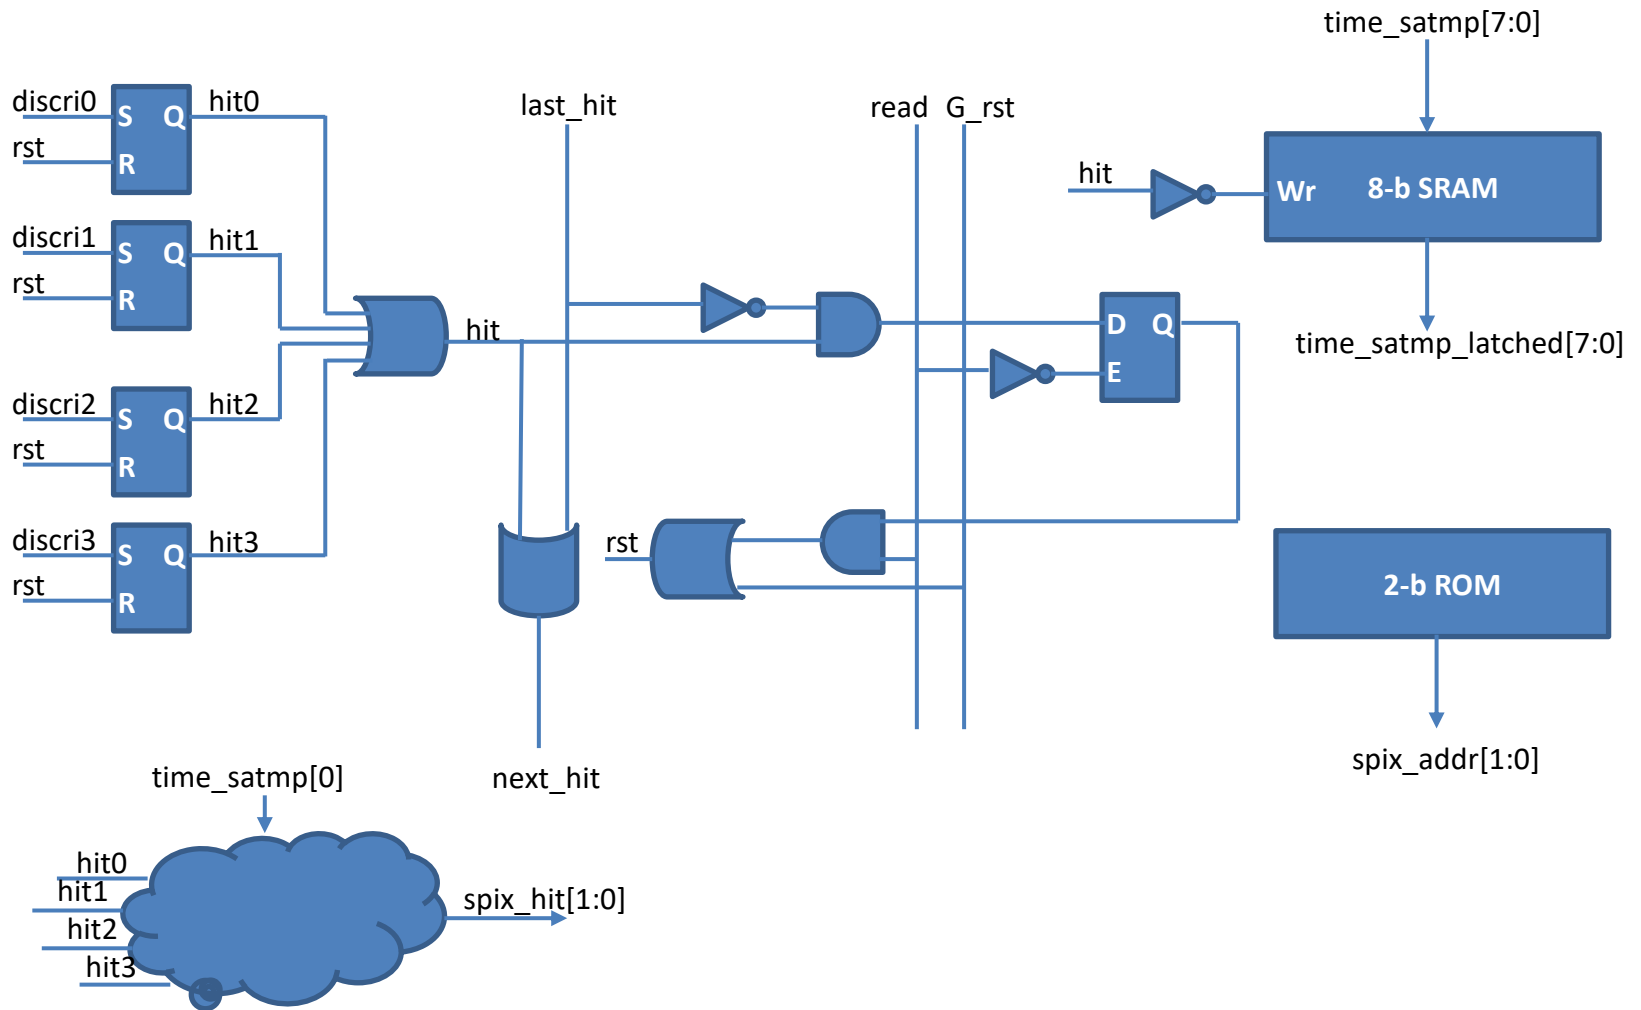 time_satmp[7:0]
discri0
S Q
hit0
rst
R
last_hit
read G_rst
hit
Wr
8-b SRAM
discri1
S Q
hit1
rst
R
hit
D Q
E
time_satmp_latched[7:0]
discri2
S Q
hit2
rst
R
discri3
S Q
hit3
rst
R
rst
2-b ROM
time_satmp[0]
next_hit
spix_addr[1:0]
hit0
hit1
hit2
hit3
spix_hit[1:0]